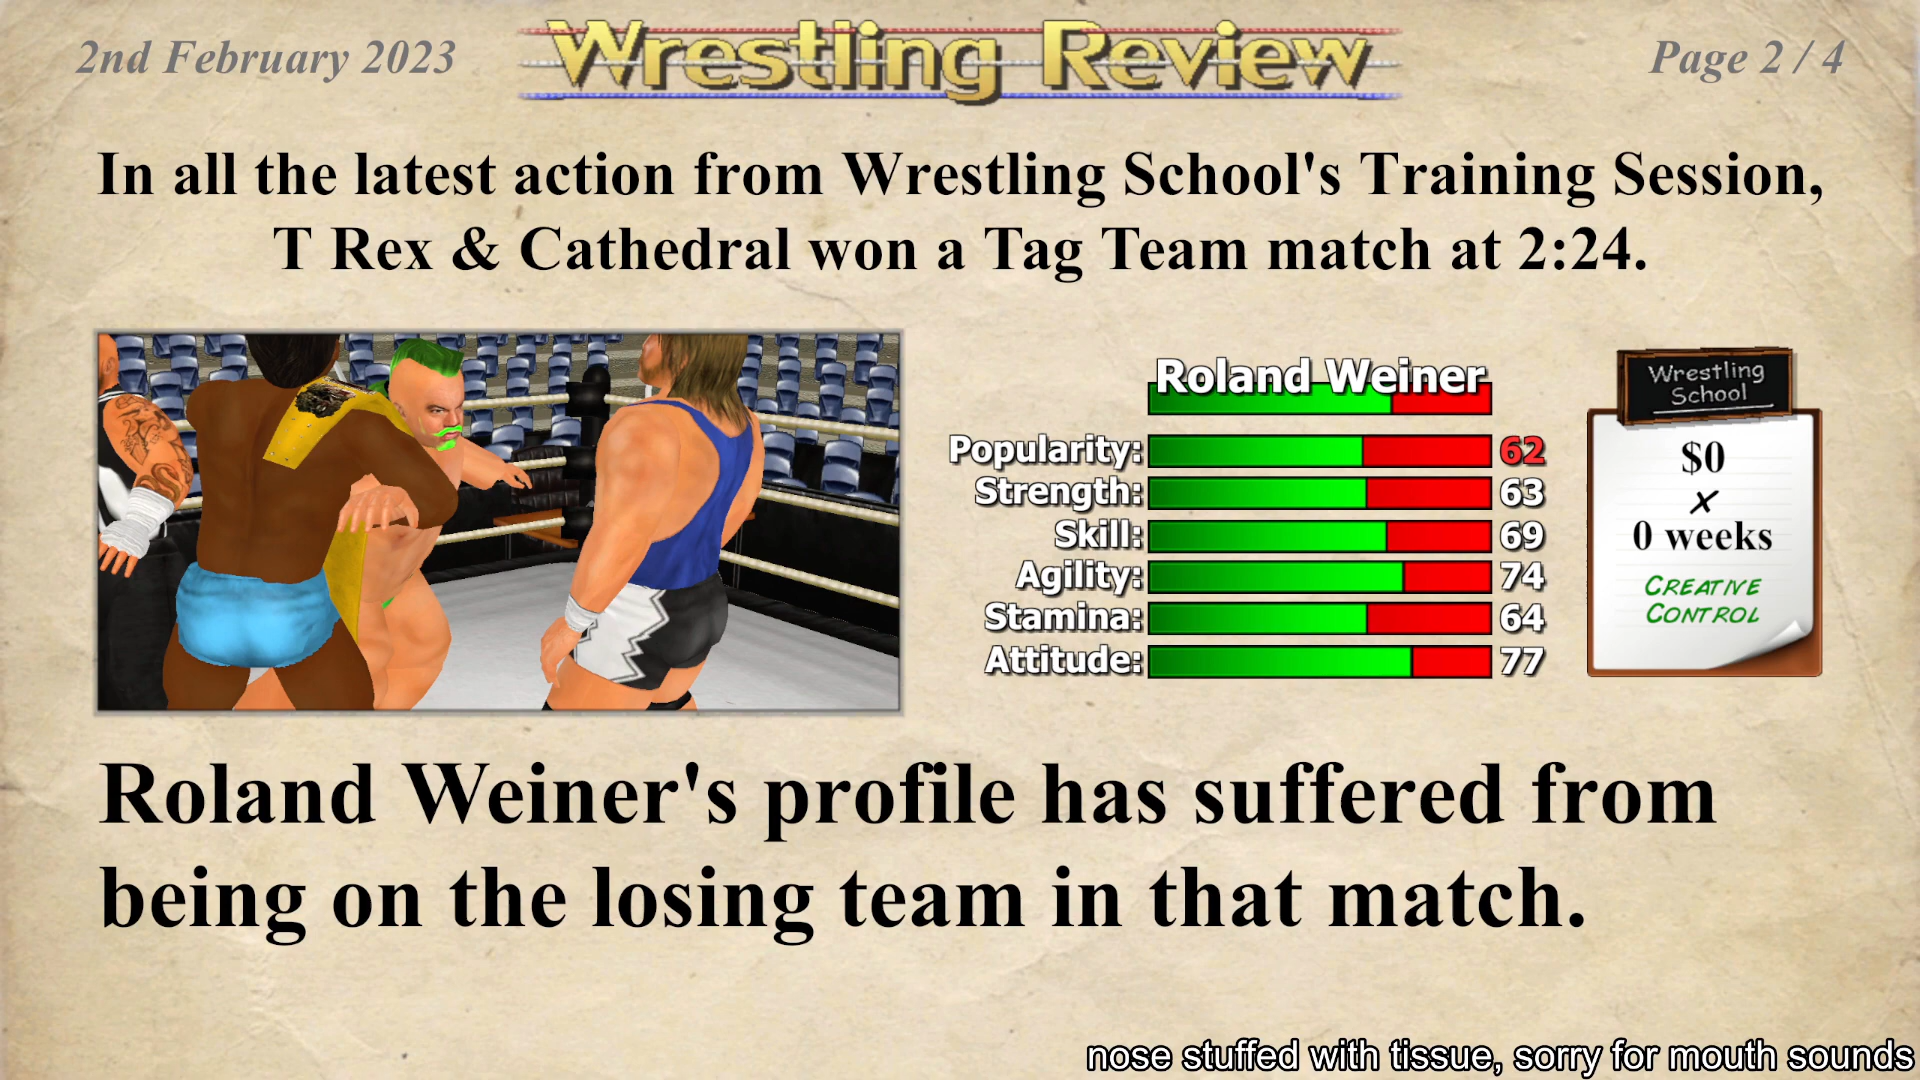 2nd February 2023
Wrestling Review
Page 2 / 4
In all the latest action from Wrestling School's Training Session,
T Rex & Cathedral won a Tag Team match at 2:24.
Roland Weiner
Popularity: 62
Strength: 63
Skill: 69
Agility: 74
Stamina: 64
Attitude: 77
Wrestling
School
$0
x
0 weeks
CREATIVE
CONTROL
Roland Weiner's profile has suffered from
being on the losing team in that match.
nose stuffed with tissue, sorry for mouth sounds